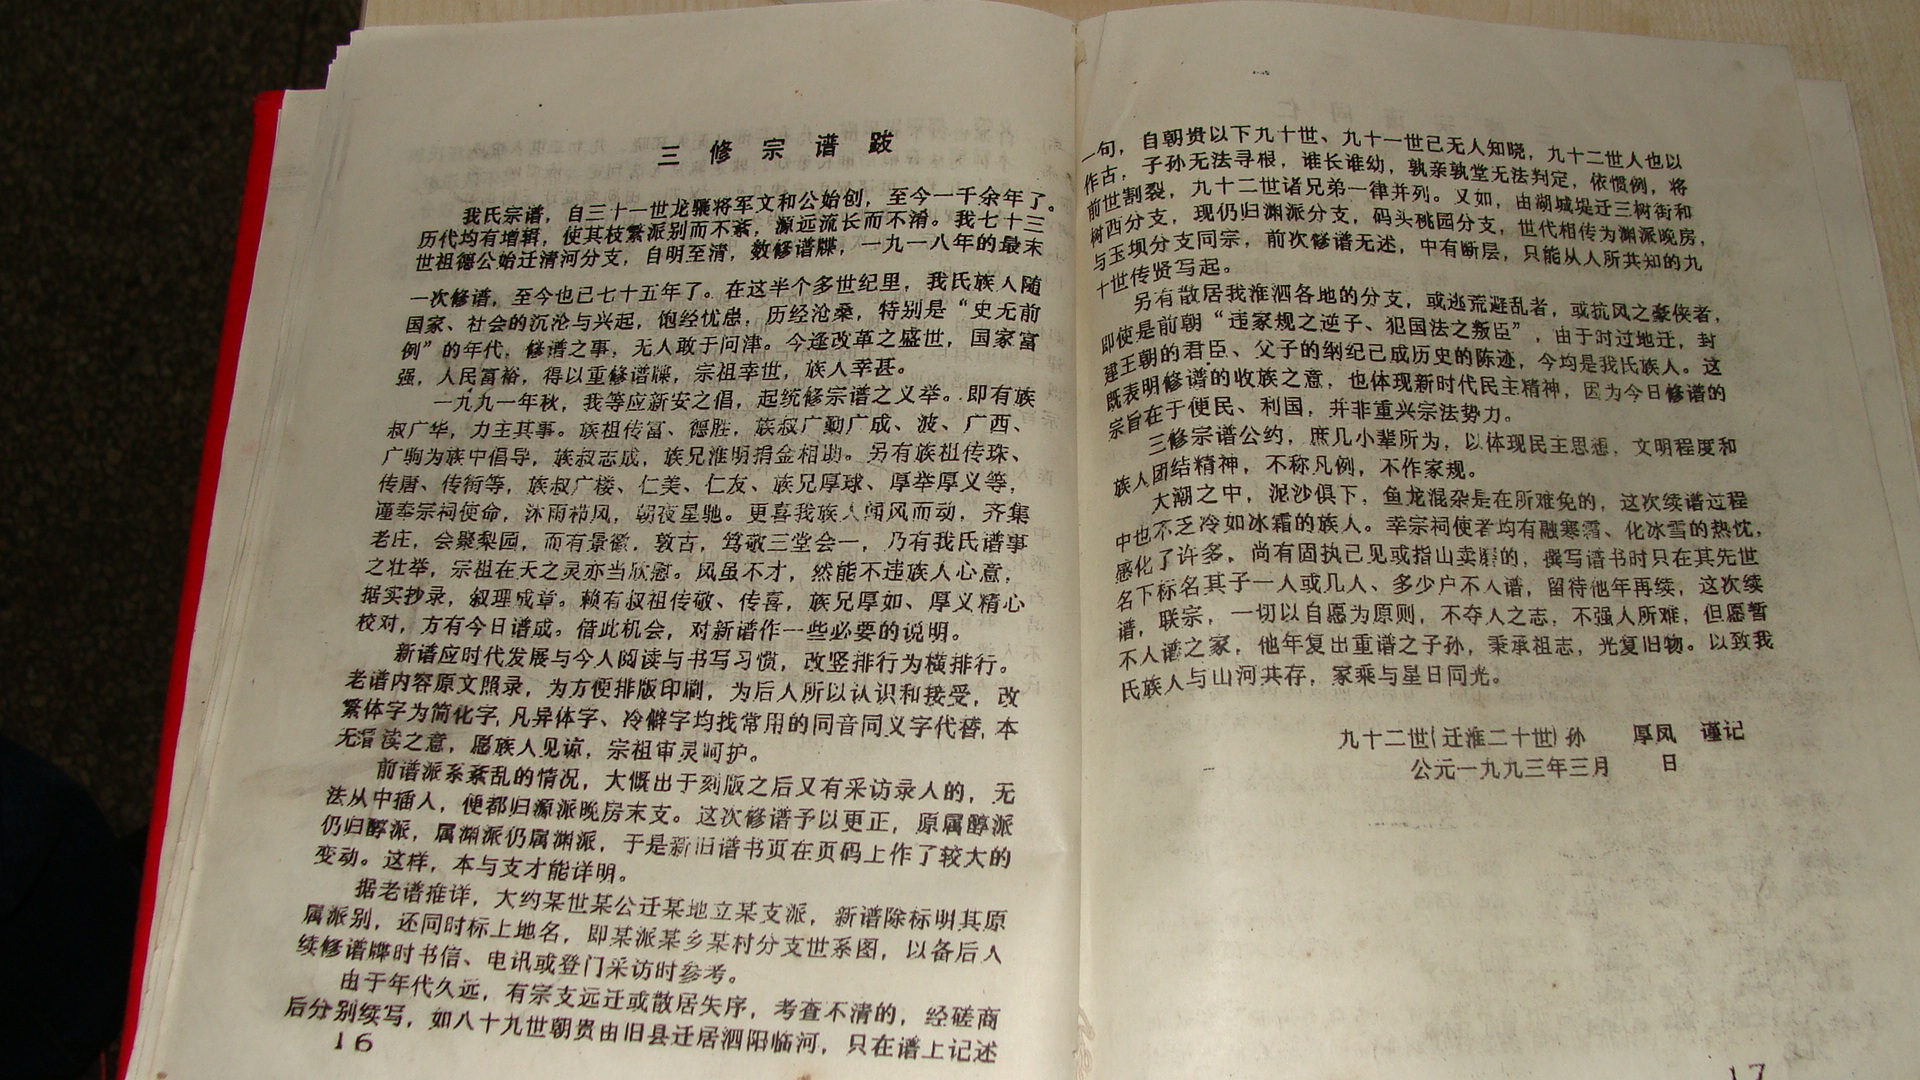 三修宗谱跋
我氏宗谱，自三十一世龙骧将军文和公始创，至今一千余年了。
历代均有增辑，使其枝繁派别而不紊，源远流长而不淆。我七十三
世祖德公始迁清河分支，自明至清，数修谱牒，一九一八年的最末
一次修谱，至今也已七十五年了。在这半个多世纪里，我氏族人随
国家、社会的沉沦与兴起，饱经忧患，历经沧桑，特别是“史无前
例”的年代，修谱之事，无人敢于问津。今逢改革之盛世，国家富
强，人民富裕，得以重修谱牒，宗祖幸世，族人幸甚。
一九九一年秋，我等应新安之倡，起统修宗谱之义举。即有族
叔广华，力主其事。族祖传富、德胜，族叔广勤广成、波、广西、
广驹为族中倡导，族叔志成，族兄淮明捐金相助。另有族祖传珠、
传唐、传衔等，族叔广楼、仁美、仁友、族兄厚球、厚举厚义等，
谨奉宗祠使命，沐雨栉风，朝夜星驰。更喜我族人闻风而动，齐集
老庄，会聚梨园，而有景徽，敦古，笃敬三堂会一，乃有我氏谱事
之壮举，宗祖在天之灵亦当欣慰。风虽不才，然能不违族人心意，
据实抄录，叙理成章。赖有叔祖传敬、传喜，族兄厚如、厚义精心
校对，方有今日谱成。借此机会，对新谱作一些必要的说明。
新谱应时代发展与今人阅读与书写习惯，改竖排行为横排行。
老谱内容原文照录，为方便排版印刷，为后人所以认识和接受，改
繁体字为简化字，凡异体字、冷僻字均找常用的同音同义字代替，本
无渎之意，愿族人见谅，宗祖审灵呵护。
前谱派系紊乱的情况，大慨出于刻版之后又有采访录人的，无
法从中插人，便都归源派晚房末支。这次修谱予以更正，原属醇派
仍归醇派，属渊派仍属渊派，于是新旧谱书页在页码上作了较大的
变动。这样，本与支才能详明。
据老谱推详，大约某世某公迁某地立某支派，新谱除标明其原
属派别，还同时标上地名，即某派某乡某村分支世系图，以备后人
续修谱牒时书信、电讯或登门采访时参考。
由于年代久远，有宗支远迁或散居失序，考查不清的，经磋商
后分别续写，如八十九世朝贵由旧县迁居泗阳临河，只在谱上记述
16
一句，自朝贵以下九十世、九十一世已无人知晓，九十二世人也以
作古，子孙无法寻根，谁长谁幼，孰亲孰堂无法判定，依惯例，将
前世割裂，九十二世诸兄弟一律并列。又如，由湖城堤迁三树街和
树西分支，现仍归渊派分支，码头桃园分支，世代相传为渊派晚房，
与玉坝分支同宗，前次修谱无述，中有断层，只能从人所共知的九
十世传贤写起。
另有散居我淮泗各地的分支，或逃荒避乱者，或抗风之豪侠者，
即使是前朝“违家规之逆子、犯国法之叛臣”，由于时过地迁，封
建王朝的君臣、父子的纲纪已成历史的陈迹，今均是我氏族人。这
既表明修谱的收族之意，也体现新时代民主精神，因为今日修谱的
宗旨在于便民、利国，并非重兴宗法势力。
三修宗谱公约，庶几小辈所为，以体现民主思想，文明程度和
族人团结精神，不称凡例，不作家规。
大潮之中，泥沙俱下，鱼龙混杂是在所难免的，这次续谱过程
中也不乏冷如冰霜的族人。幸宗祠使者均有融寒霜、化冰雪的热忱，
感化了许多，尚有固执己见或指山卖磨的，撰写谱书时只在其先世
名下标名其子一人或几人、多少户不人谱，留待他年再续，这次续
谱，联宗，一切以自愿为原则，不夺人之志，不强人所难，但愿暂
不人谱之家，他年复出重谱之子孙，秉承祖志，光复旧物。以致我
氏族人与山河共存，家乘与星日同光。
九十二世（迁淮二十世）孙　厚凤　谨记
公元一九九三年三月　日
17